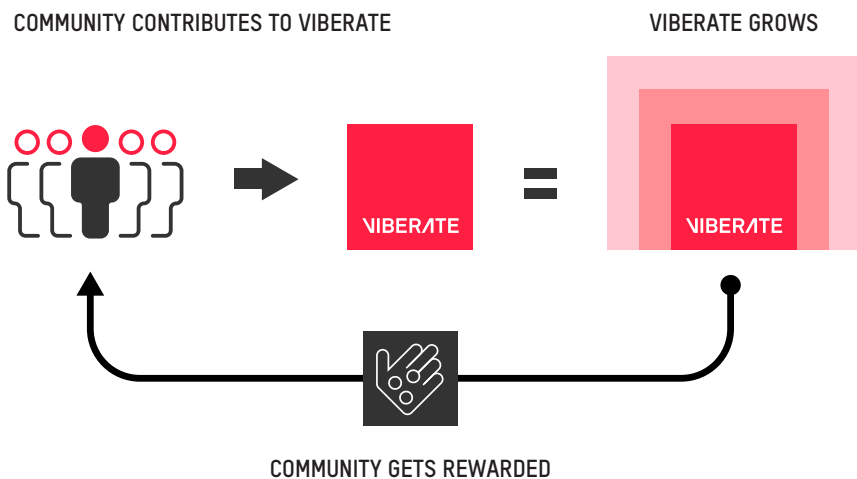 COMMUNITY CONTRIBUTES TO VIBERATE
VIBERATE GROWS
VIBERATE
VIBERATE
COMMUNITY GETS REWARDED